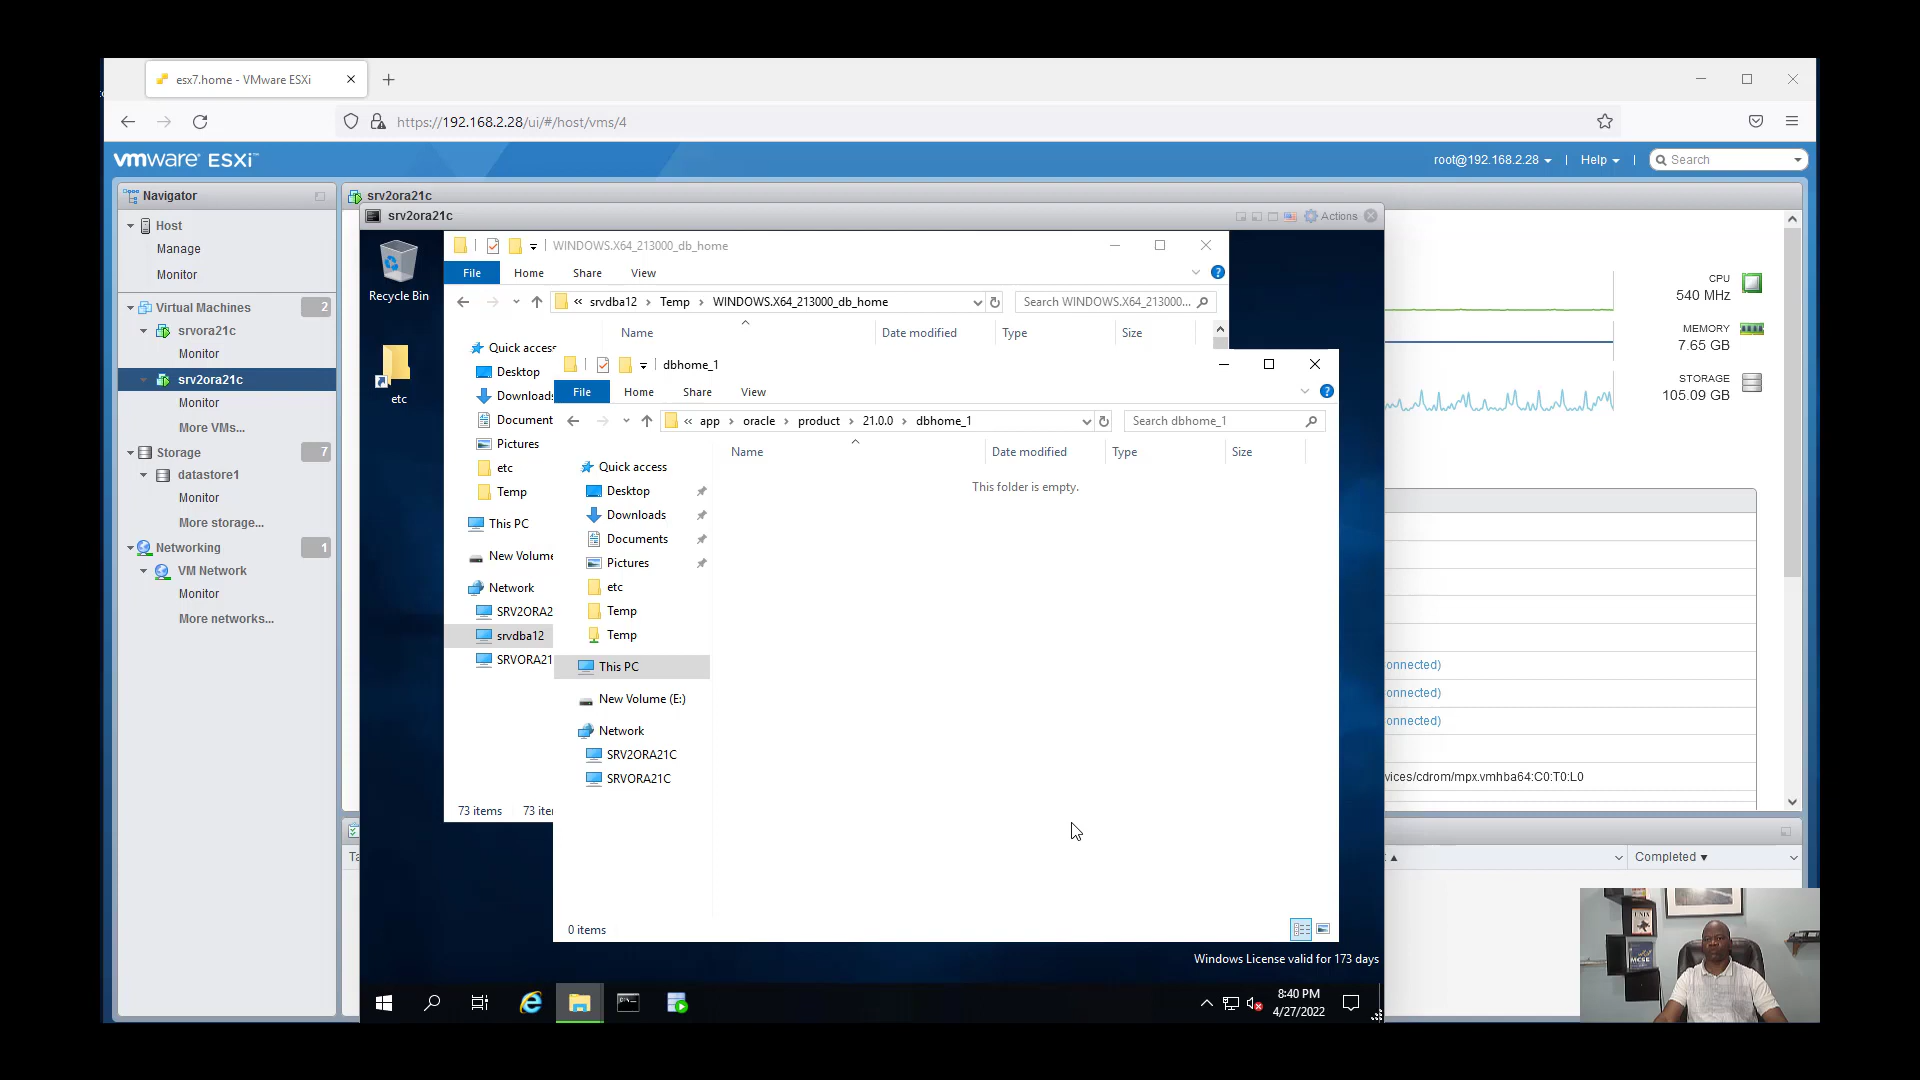 esx7.home - VMware ESXi
https://192.168.2.28/ui/#/host/vms/4
vmware ESXi™
root@192.168.2.28
Help
Search
Navigator
Host
Manage
Monitor
Virtual Machines
2
srvora21c
Monitor
srv2ora21c
Monitor
More VMs...
Storage
7
datastore1
Monitor
More storage...
Networking
1
VM Network
Monitor
More networks...
srv2ora21c
srv2ora21c
Actions
Recycle Bin
etc
WINDOWS.X64_213000_db_home
File
Home
Share
View
« srvdba12 › Temp › WINDOWS.X64_213000_db_home
Search WINDOWS.X64_213000...
Name
Date modified
Type
Size
Quick access
Desktop
Downloads
Document
Pictures
etc
Temp
This PC
New Volume
Network
SRV2ORA2
srvdba12
SRVORA21
73 items
73 ite
dbhome_1
File
Home
Share
View
« app › oracle › product › 21.0.0 › dbhome_1
Search dbhome_1
Name
Date modified
Type
Size
This folder is empty.
Quick access
Desktop
Downloads
Documents
Pictures
etc
Temp
Temp
This PC
New Volume (E:)
Network
SRV2ORA21C
SRVORA21C
0 items
Windows License valid for 173 days
8:40 PM
4/27/2022
CPU
540 MHz
MEMORY
7.65 GB
STORAGE
105.09 GB
onnected)
onnected)
onnected)
vices/cdrom/mpx.vmhba64:C0:T0:L0
Ta
Completed ▼
UNIX
MCSE